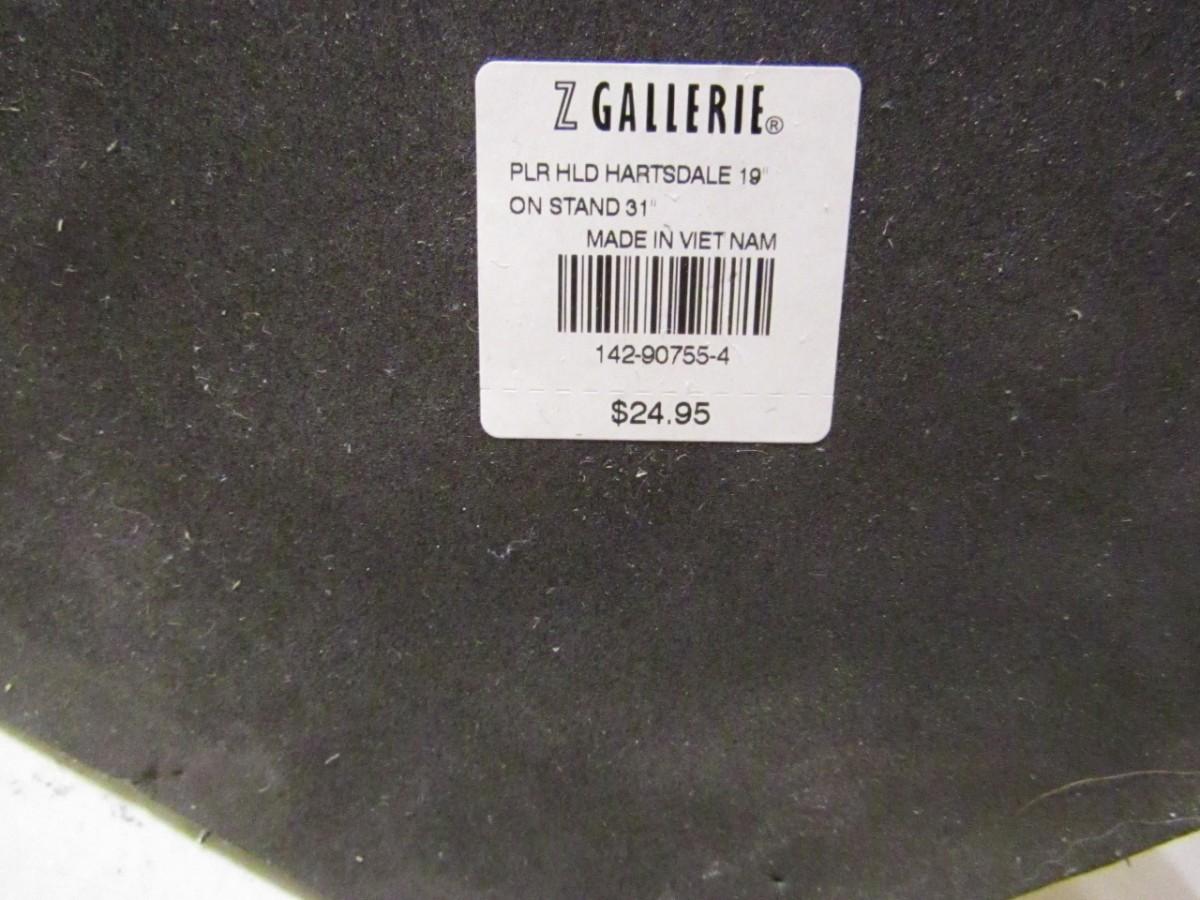 Z GALLERIE®
PLR HLD HARTSDALE 19"
ON STAND 31"
MADE IN VIET NAM
142-90755-4
$24.95